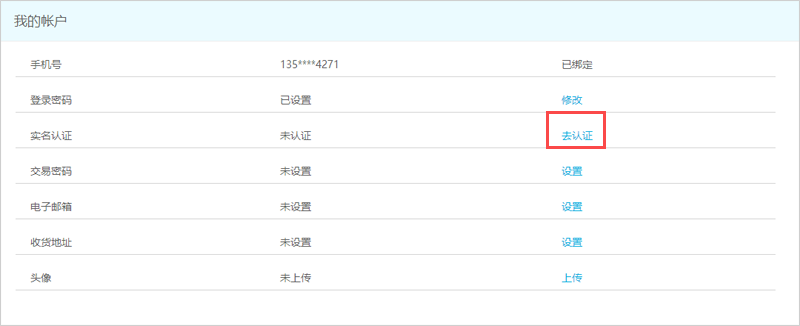 我的帐户
手机号 135****4271 已绑定
登录密码 已设置 修改
实名认证 未认证 去认证
交易密码 未设置 设置
电子邮箱 未设置 设置
收货地址 未设置 设置
头像 未上传 上传